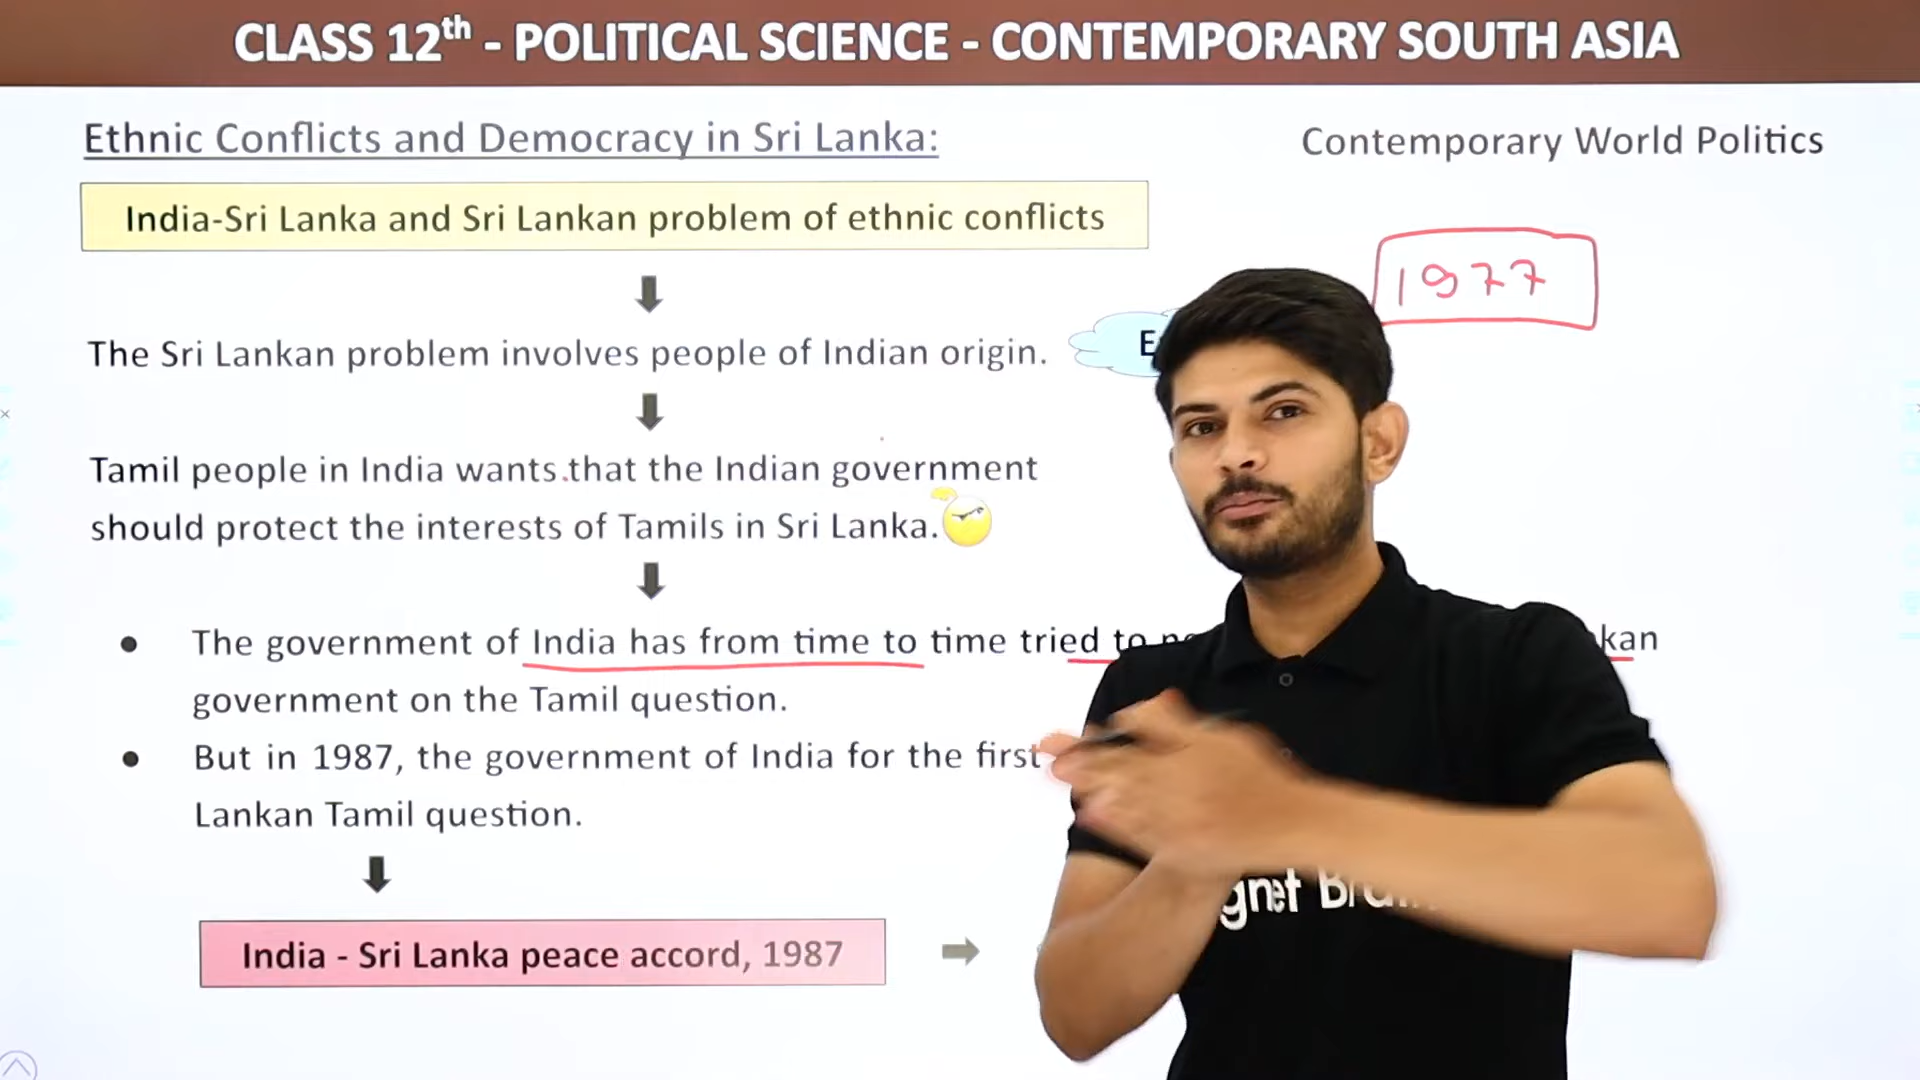 CLASS 12th - POLITICAL SCIENCE - CONTEMPORARY SOUTH ASIA
Ethnic Conflicts and Democracy in Sri Lanka:
Contemporary World Politics
India-Sri Lanka and Sri Lankan problem of ethnic conflicts
1977
The Sri Lankan problem involves people of Indian origin.
E
Tamil people in India wants that the Indian government
should protect the interests of Tamils in Sri Lanka.
The government of India has from time to time tried to kan
government on the Tamil question.
But in 1987, the government of India for the first
Lankan Tamil question.
gnet
India - Sri Lanka peace accord, 1987